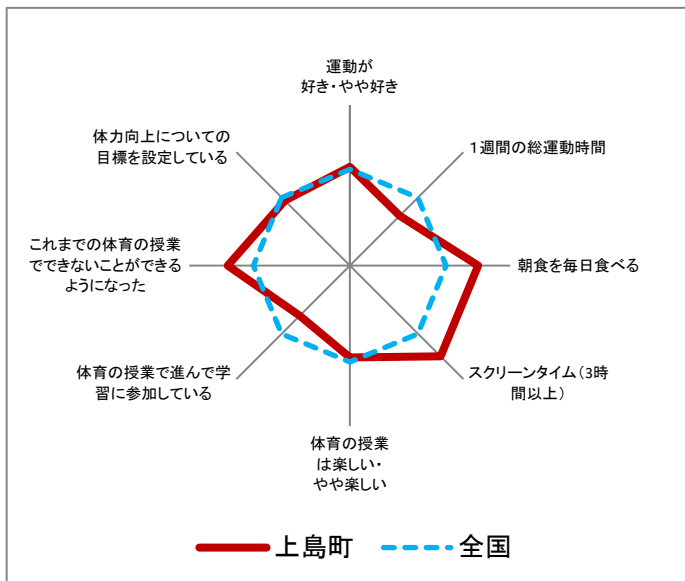 運動が
好き・やや好き
体力向上についての
目標を設定している
1週間の総運動時間
これまでの体育の授業
でできないことができる
ようになった
朝食を毎日食べる
体育の授業で進んで学
習に参加している
スクリーンタイム(3時
間以上)
体育の授業
は楽しい・
やや楽しい
上島町 全国